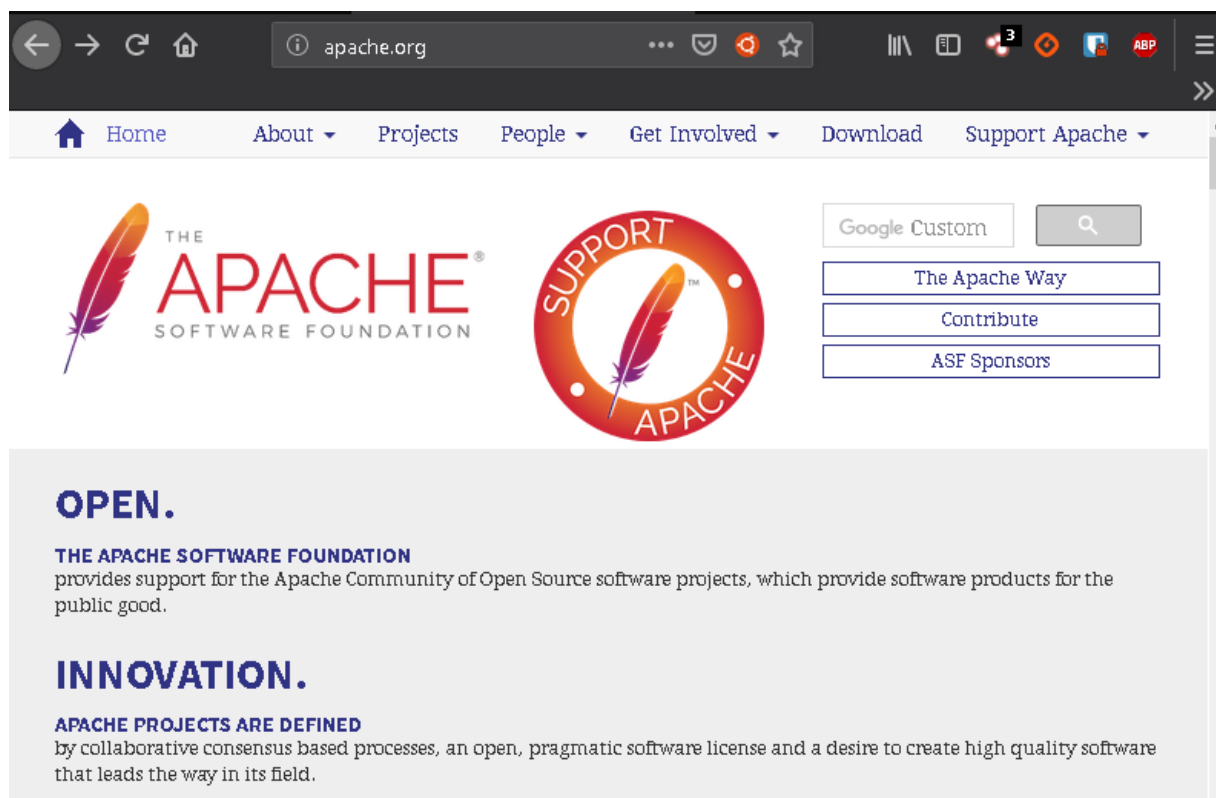 apache.org
3
ABP
Home About Projects People Get Involved Download Support Apache
THE
APACHE®
SOFTWARE FOUNDATION
SUPPORT
™
APACHE
Google Custom
The Apache Way
Contribute
ASF Sponsors
OPEN.
THE APACHE SOFTWARE FOUNDATION
provides support for the Apache Community of Open Source software projects, which provide software products for the
public good.
INNOVATION.
APACHE PROJECTS ARE DEFINED
by collaborative consensus based processes, an open, pragmatic software license and a desire to create high quality software
that leads the way in its field.